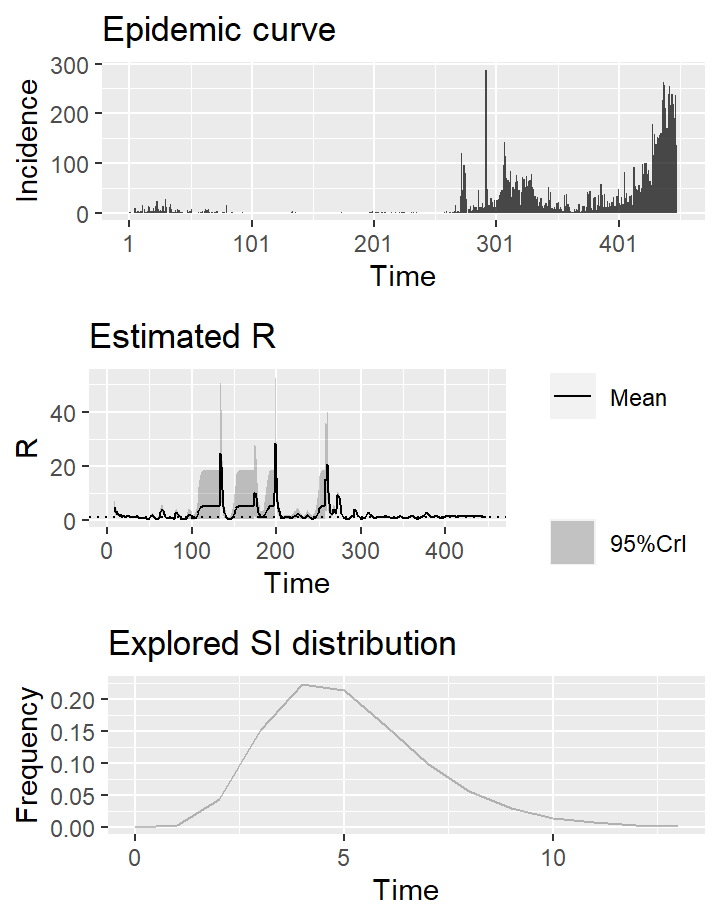 Epidemic curve
300
200
100
0
Incidence
1 101 201 301 401
Time
Estimated R
40
20
0
R
0 100 200 300 400
Time
Mean
95%CrI
Explored SI distribution
0.20
0.15
0.10
0.05
0.00
Frequency
0 5 10
Time